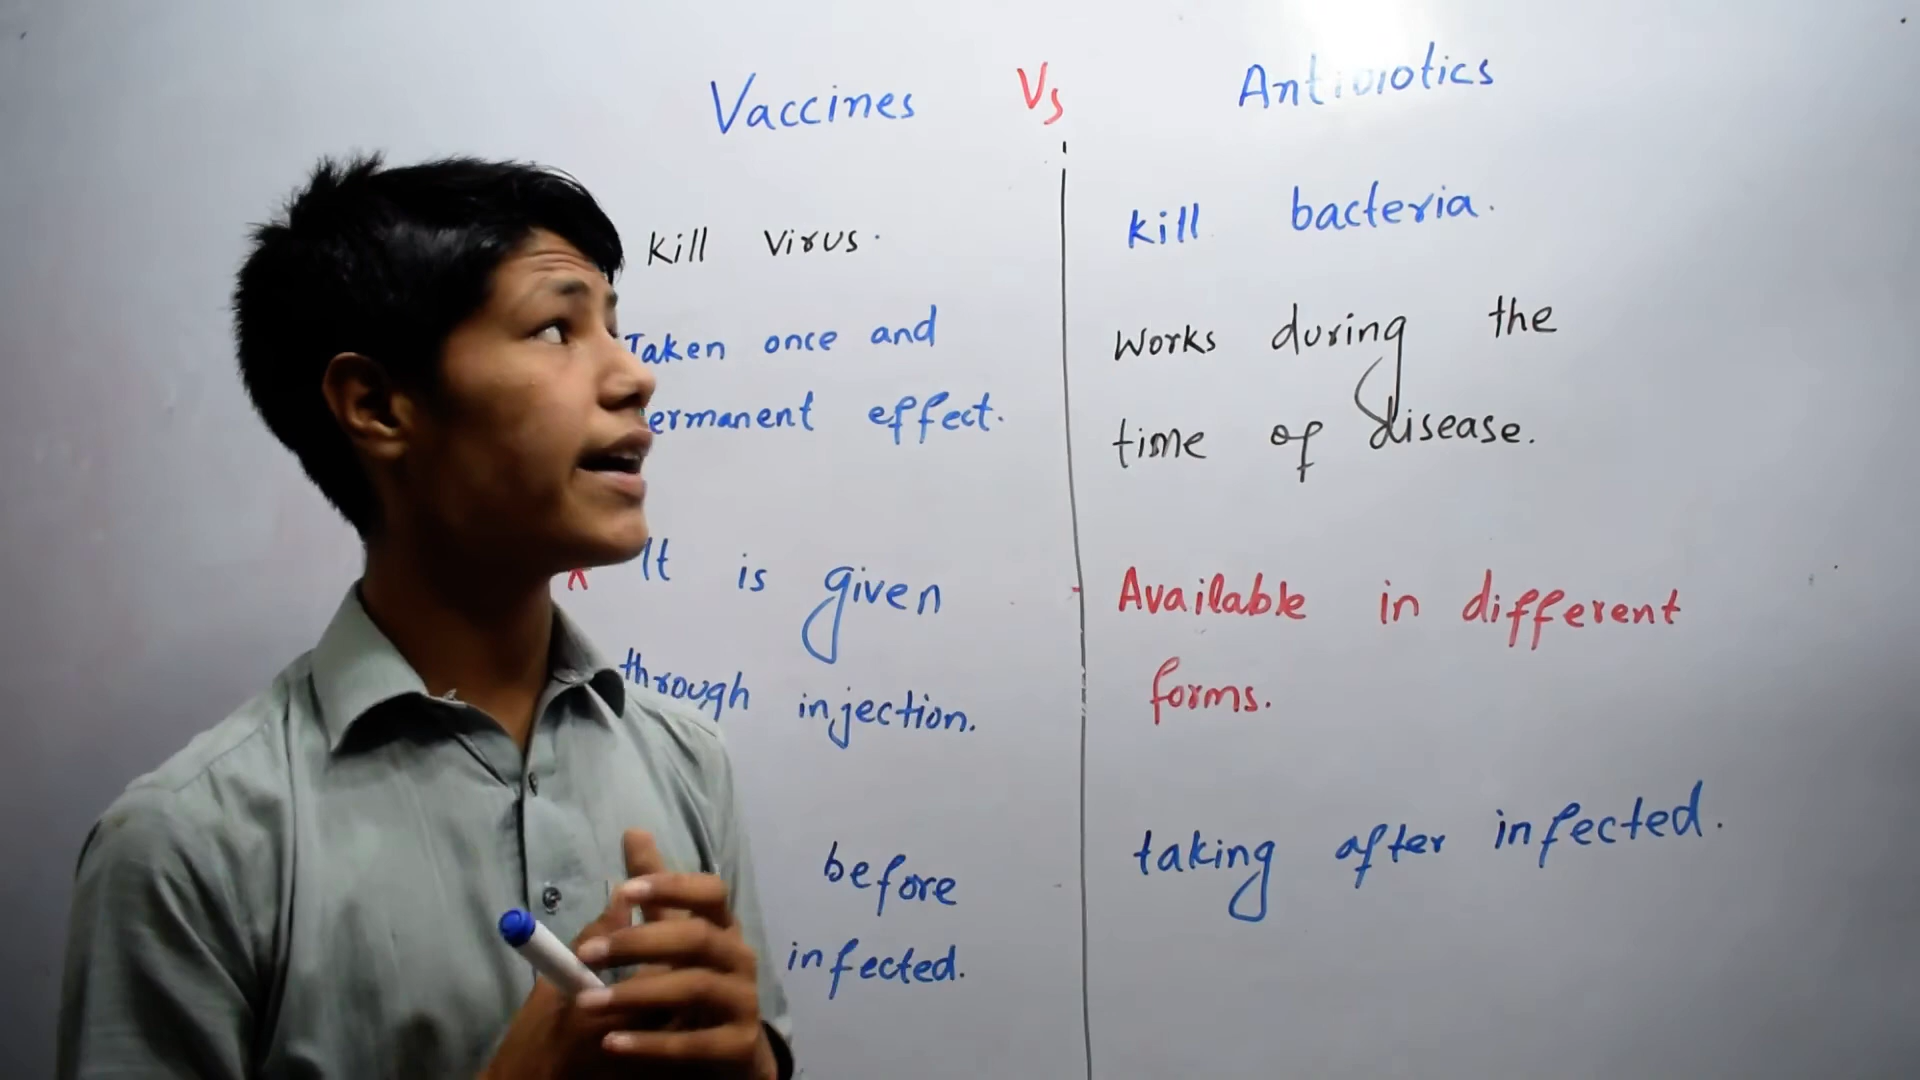 Vaccines Vs Antibiotics
Kill Virus.
Taken once and
ermanent effect.
It is given
through injection.
before
infected.
kill bacteria.
Works during the
time of disease.
Available in different
forms.
taking after infected.